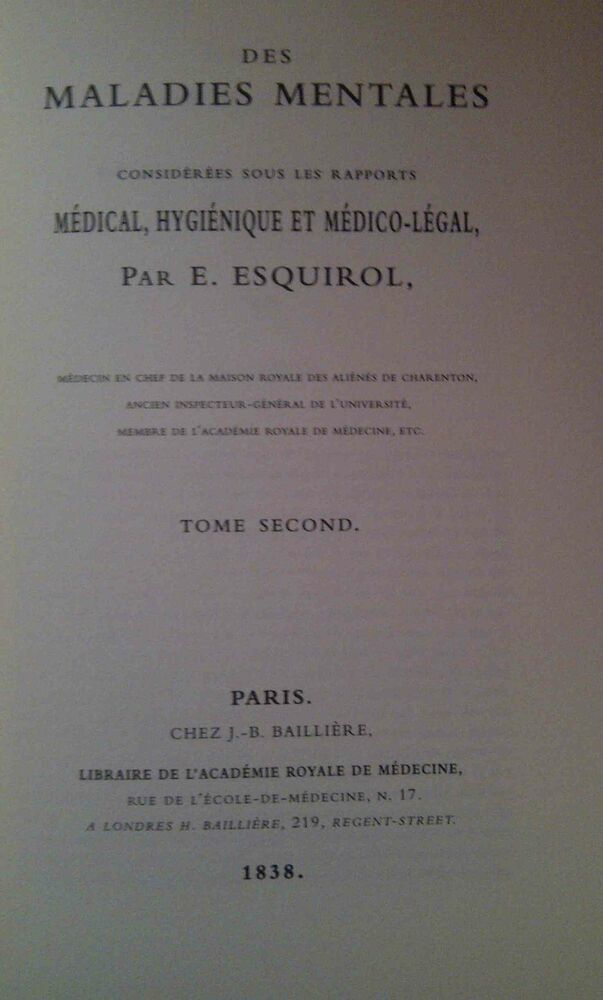 DES
MALADIES MENTALES
CONSIDÉRÉES SOUS LES RAPPORTS
MÉDICAL, HYGIÉNIQUE ET MÉDICO-LÉGAL,
PAR E. ESQUIROL,
MÉDECIN EN CHEF DE LA MAISON ROYALE DES ALIÉNÉS DE CHARENTON,
ANCIEN INSPECTEUR-GÉNÉRAL DE L'UNIVERSITÉ,
MEMBRE DE L'ACADÉMIE ROYALE DE MÉDECINE, ETC.
TOME SECOND.
PARIS.
CHEZ J.-B. BAILLIÈRE,
LIBRAIRE DE L'ACADÉMIE ROYALE DE MÉDECINE,
RUE DE L'ÉCOLE-DE-MÉDECINE, N. 17.
A LONDRES H. BAILLIÈRE, 219, REGENT-STREET.
1838.